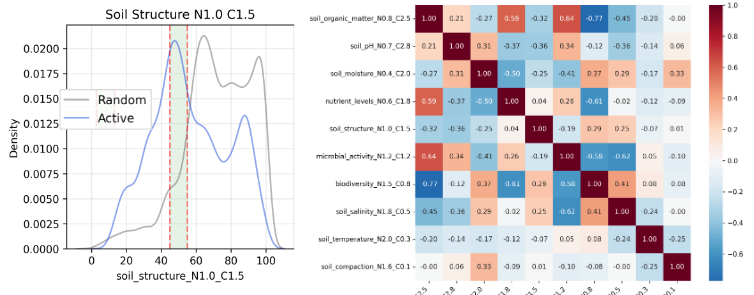 Soil Structure N1.0 C1.5
0.0200
0.0175
0.0150
0.0125
0.0100
0.0075
0.0050
0.0025
0.0000
Density
Random
Active
0 20 40 60 80 100
soil_structure_N1.0_C1.5
soil_organic_matter_N0.8_C2.5 1.00 0.21 -0.27 0.59 -0.32 0.64 -0.77 -0.45 -0.20 -0.00
soil_pH_N0.7_C2.8 0.21 1.00 0.31 -0.37 -0.36 0.34 -0.12 -0.36 -0.14 0.06
soil_moisture_N0.4_C2.0 -0.27 0.31 1.00 -0.50 -0.25 -0.41 0.37 0.29 -0.17 0.33
nutrient_levels_N0.6_C1.8 0.59 -0.37 -0.50 1.00 0.04 0.26 -0.61 -0.02 -0.12 -0.09
soil_structure_N1.0_C1.5 -0.32 -0.36 -0.25 0.04 1.00 -0.19 0.29 0.25 -0.07 0.01
microbial_activity_N1.2_C1.2 0.64 0.34 -0.41 0.26 -0.19 1.00 -0.58 -0.62 0.05 -0.10
biodiversity_N1.5_C0.8 -0.77 -0.12 0.37 -0.61 0.29 -0.58 1.00 0.41 0.08 -0.08
soil_salinity_N1.8_C0.5 -0.45 -0.36 0.29 -0.02 0.25 -0.62 0.41 1.00 -0.24 -0.00
soil_temperature_N2.0_C0.3 -0.20 -0.14 -0.17 -0.12 -0.07 0.05 0.08 -0.24 1.00 -0.25
soil_compaction_N1.6_C0.1 -0.00 0.06 0.33 -0.09 0.01 -0.10 -0.08 -0.00 -0.25 1.00
1.0
0.8
0.6
0.4
0.2
0.0
-0.2
-0.4
-0.6